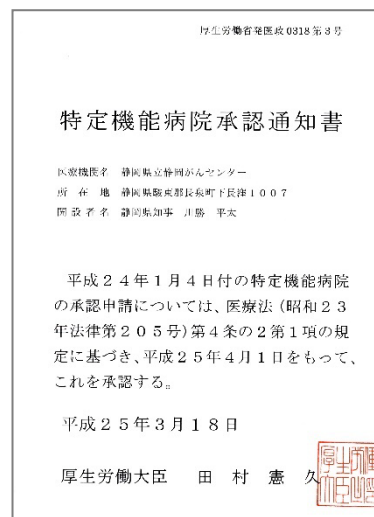 厚生労働省発医政0318第3号
特定機能病院承認通知書
医療機関名　静岡県立静岡がんセンター
所在地　静岡県駿東郡長泉町下長窪1007
開設者名　静岡県知事　川勝　平太
平成24年1月4日付の特定機能病院
の承認申請については、医療法（昭和23
年法律第205号）第4条の2第1項の規
定に基づき、平成25年4月1日をもって、
これを承認する。
平成25年3月18日
厚生労働大臣　田村憲久